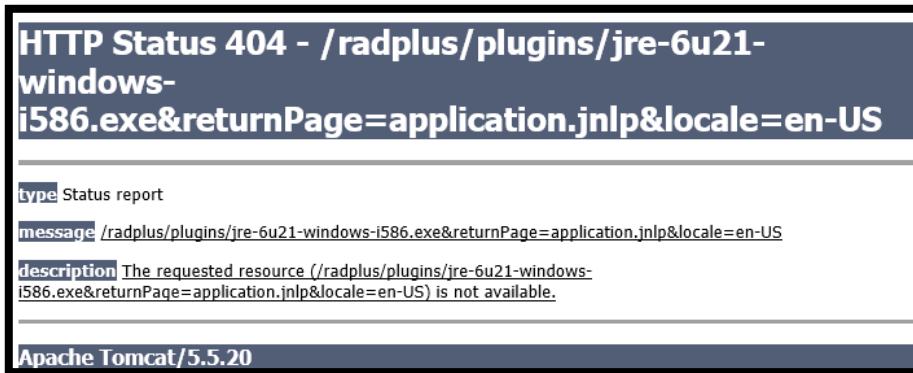 HTTP Status 404 - /radplus/plugins/jre-6u21-
windows-
i586.exe&returnPage=application.jnlp&locale=en-US
type Status report
message /radplus/plugins/jre-6u21-windows-i586.exe&returnPage=application.jnlp&locale=en-US
description The requested resource (/radplus/plugins/jre-6u21-windows-
i586.exe&returnPage=application.jnlp&locale=en-US) is not available.
Apache Tomcat/5.5.20